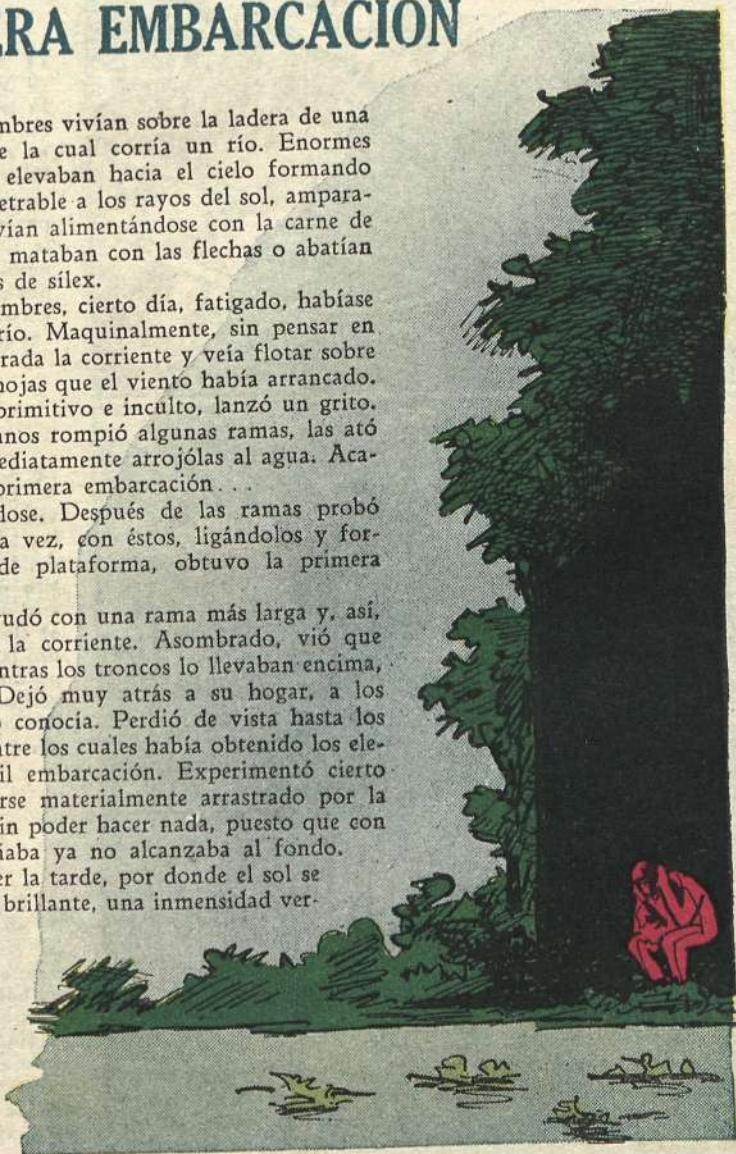 RA EMBARCACION
mbres vivían sobre la ladera de una
e la cual corría un río. Enormes
elevaban hacia el cielo formando
etrable a los rayos del sol, ampara-
vían alimentándose con la carne de
mataban con las flechas o abatían
s de sílex.
mbres, cierto día, fatigado, habíase
río. Maquinalmente, sin pensar en
rada la corriente y veía flotar sobre
hojas que el viento había arrancado.
primitivo e inculto, lanzó un grito.
anos rompió algunas ramas, las ató
ediatamente arrojólas al agua. Aca-
primera embarcación...
dose. Después de las ramas probó
a vez, con éstos, ligándolos y for-
de plataforma, obtuvo la primera
udó con una rama más larga y, así,
la corriente. Asombrado, vió que
ntras los troncos lo llevaban encima,
Dejó muy atrás a su hogar, a los
o conocía. Perdió de vista hasta los
ntre los cuales había obtenido los ele-
il embarcación. Experimentó cierto
rse materialmente arrastrado por la
in poder hacer nada, puesto que con
iaba ya no alcanzaba al fondo.
er la tarde, por donde el sol se
brillante, una inmensidad ver-